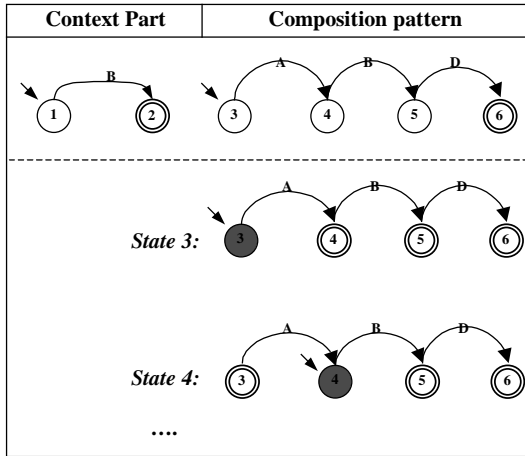 Context Part Composition pattern
A B D
B
1 2 3 4 5 6
A B D
State 3: 3 4 5 6
A B D
State 4: 3 4 5 6
....